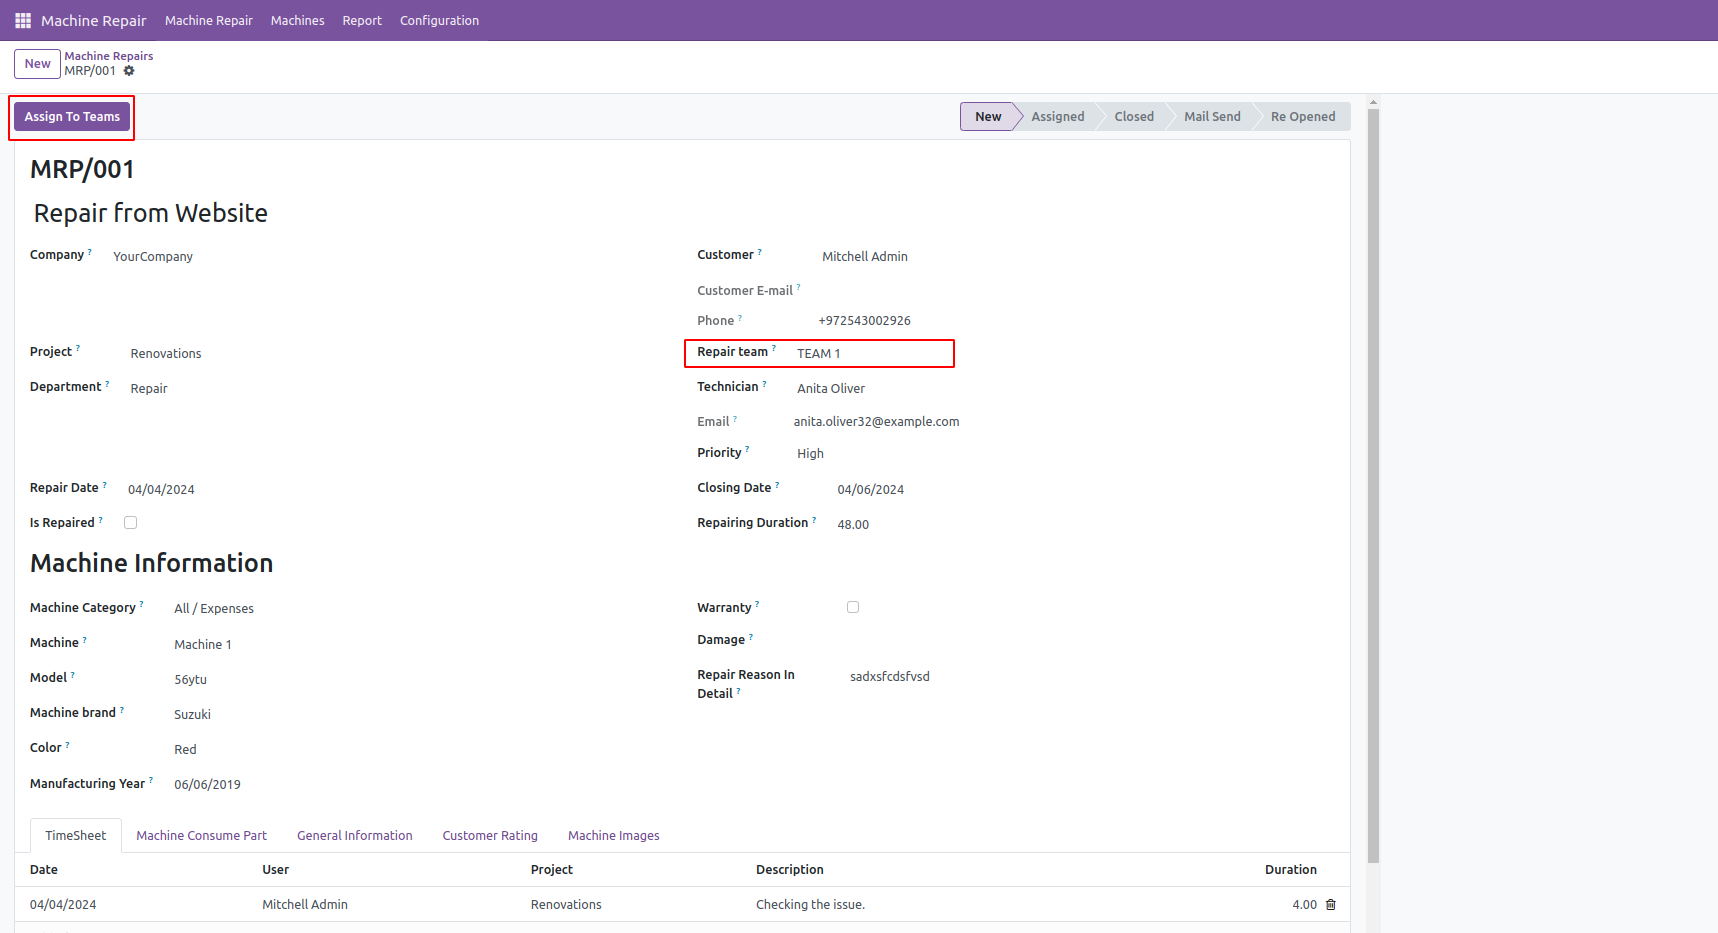 Machine Repair Machine Repair Machines Report Configuration
New Machine Repairs
MRP/001
Assign To Teams New Assigned Closed Mail Send Re Opened
MRP/001
Repair from Website
Company ? YourCompany Customer ? Mitchell Admin
Customer E-mail ?
Phone ? +972543002926
Project ? Renovations Repair team ? TEAM 1
Department ? Repair Technician ? Anita Oliver
Email ? anita.oliver32@example.com
Priority ? High
Repair Date ? 04/04/2024 Closing Date ? 04/06/2024
Is Repaired ? Repairing Duration ? 48.00
Machine Information
Machine Category ? All / Expenses Warranty ?
Machine ? Machine 1 Damage ?
Model ? 56ytu Repair Reason In
Detail ? sadxsfcdsfvsd
Machine brand ? Suzuki
Color ? Red
Manufacturing Year ? 06/06/2019
TimeSheet Machine Consume Part General Information Customer Rating Machine Images
Date User Project Description Duration
04/04/2024 Mitchell Admin Renovations Checking the issue. 4.00